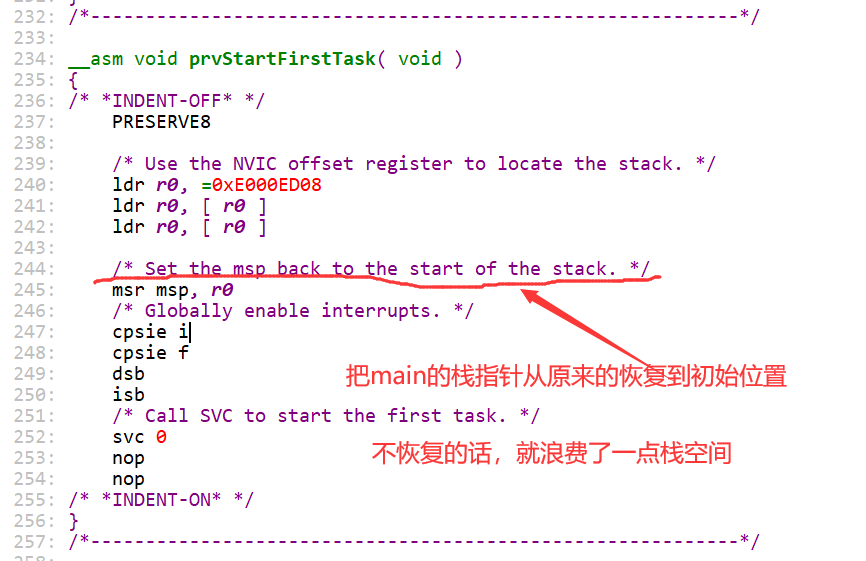 232: /*-----------------------------------------------------------*/
233:
234: __asm void prvStartFirstTask( void )
235: {
236: /* *INDENT-OFF* */
237:     PRESERVE8
238:
239:     /* Use the NVIC offset register to locate the stack. */
240:     ldr r0, =0xE000ED08
241:     ldr r0, [ r0 ]
242:     ldr r0, [ r0 ]
243:
244:     /* Set the msp back to the start of the stack. */
245:     msr msp, r0
246:     /* Globally enable interrupts. */
247:     cpsie i
248:     cpsie f
249:     dsb
250:     isb
把main的栈指针从原来的恢复到初始位置
251:     /* Call SVC to start the first task. */
252:     svc 0
253:     nop
不恢复的话，就浪费了一点栈空间
254:     nop
255: /* *INDENT-ON* */
256: }
257: /*-----------------------------------------------------------*/